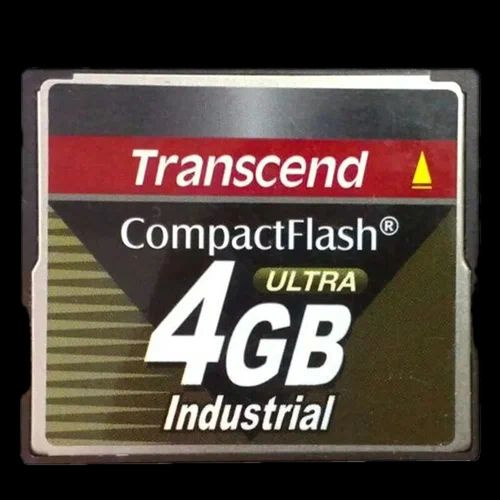 Transcend
CompactFlash®
ULTRA
4GB
Industrial